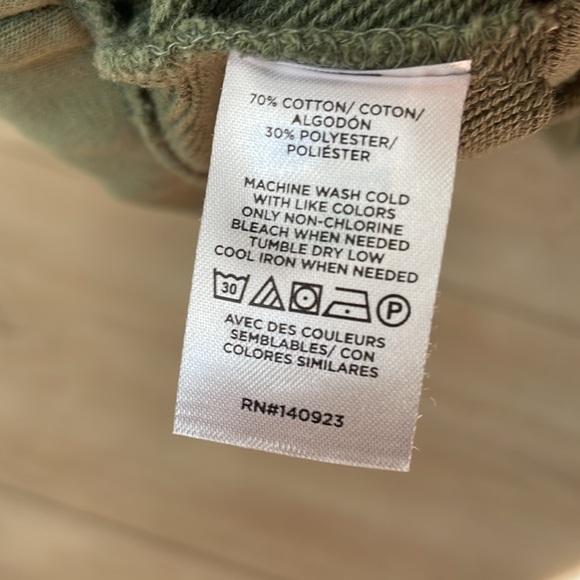 70% COTTON/ COTON/
ALGODÓN
30% POLYESTER/
POLIÉSTER
MACHINE WASH COLD
WITH LIKE COLORS
ONLY NON-CHLORINE
BLEACH WHEN NEEDED
TUMBLE DRY LOW
COOL IRON WHEN NEEDED
30 P
AVEC DES COULEURS
SEMBLABLES/ CON
COLORES SIMILARES
RN#140923